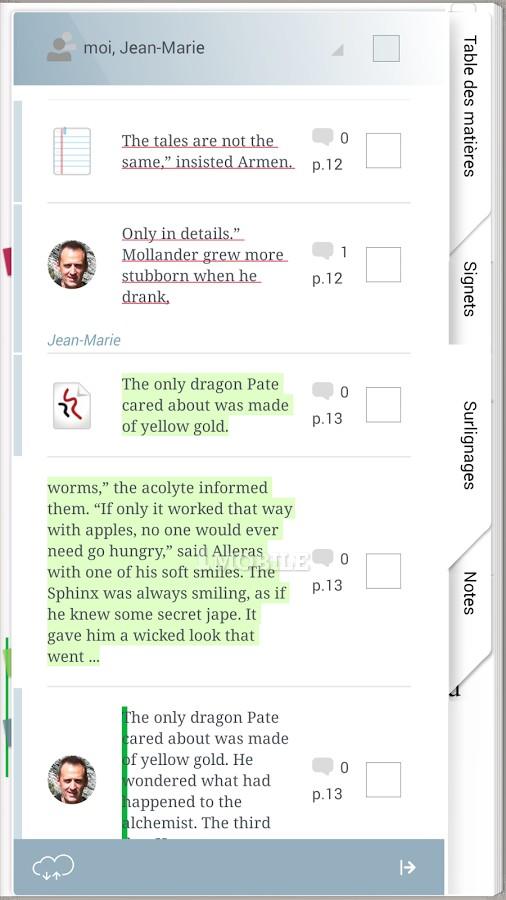 moi, Jean-Marie
The tales are not the
same,” insisted Armen.
0
p.12
Only in details.”
Mollander grew more
stubborn when he
drank,
1
p.12
Jean-Marie
The only dragon Pate
cared about was made
of yellow gold.
0
p.13
worms,” the acolyte informed
them. “If only it worked that way
with apples, no one would ever
need go hungry,” said Alleras
with one of his soft smiles. The
Sphinx was always smiling, as if
he knew some secret jape. It
gave him a wicked look that
went ...
0
p.13
The only dragon Pate
cared about was made
of yellow gold. He
wondered what had
happened to the
alchemist. The third
0
p.13
Table des matières
Signets
Surlignages
Notes